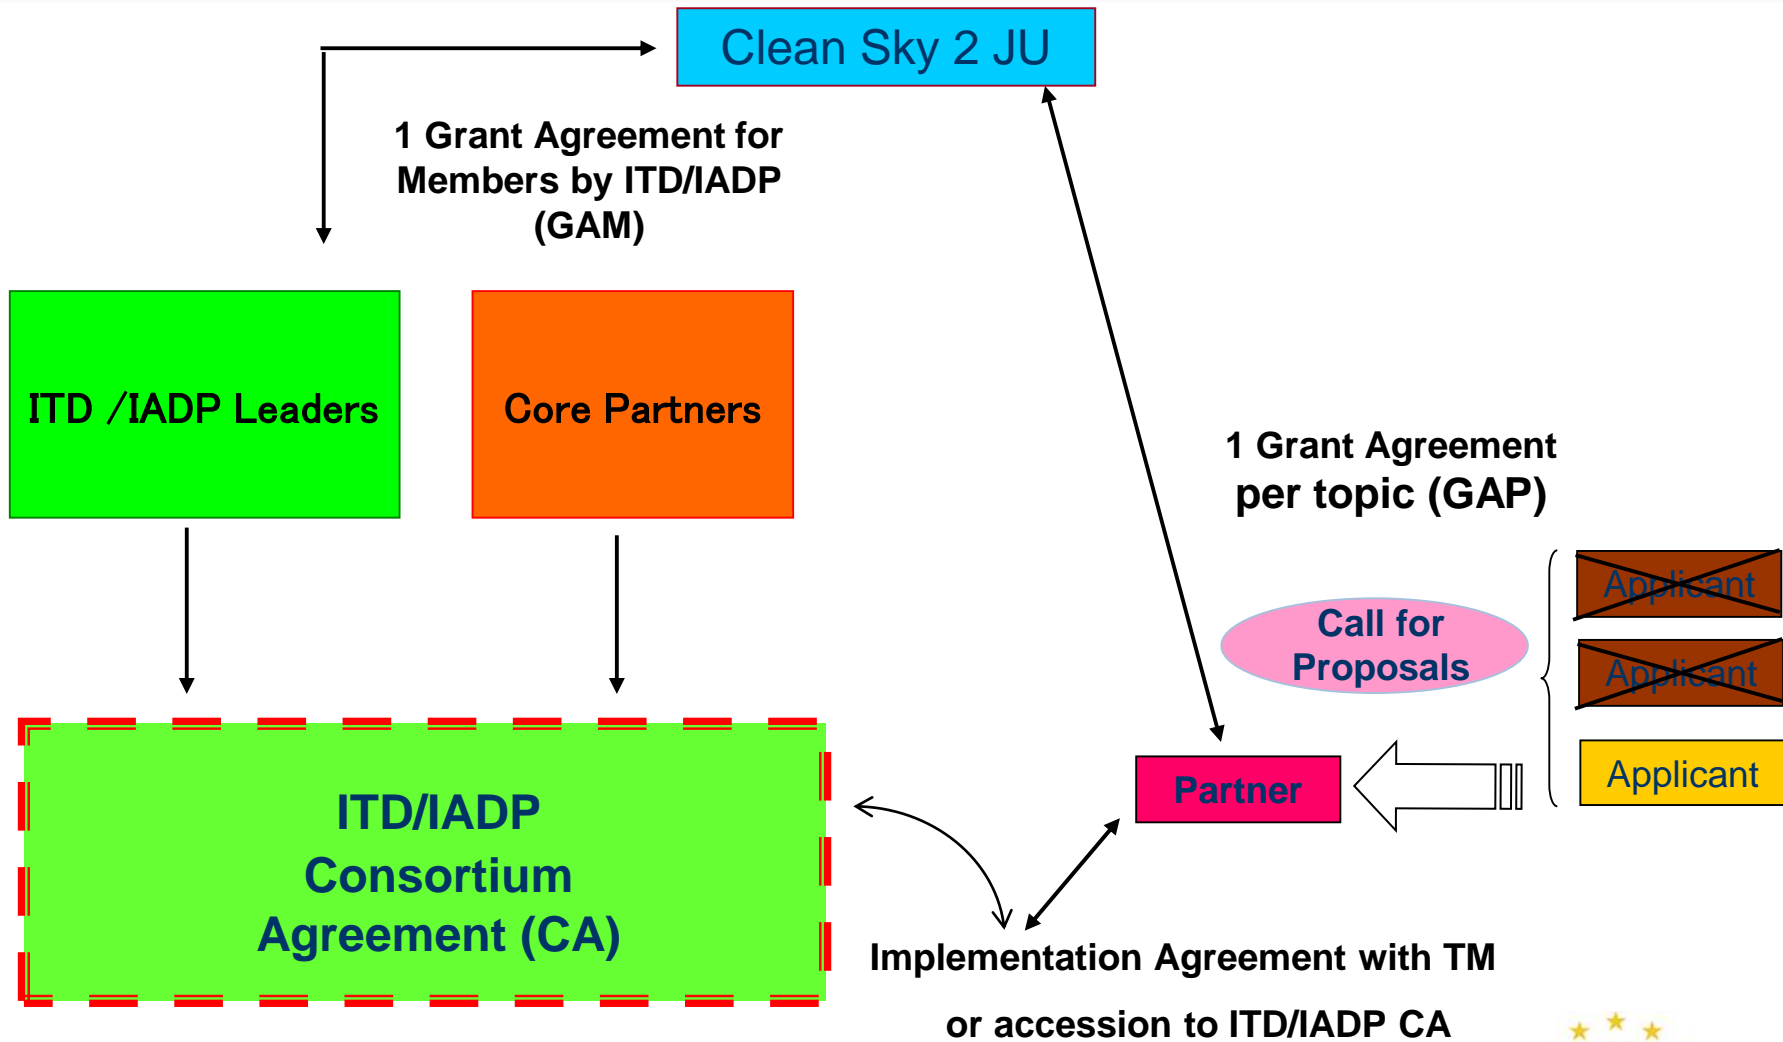 Clean Sky 2 JU
1 Grant Agreement for
Members by ITD/IADP
(GAM)
ITD /IADP Leaders
Core Partners
1 Grant Agreement
per topic (GAP)
Applicant
Call for
Proposals
Applicant
Applicant
Partner
ITD/IADP
Consortium
Agreement (CA)
Implementation Agreement with TM
or accession to ITD/IADP CA